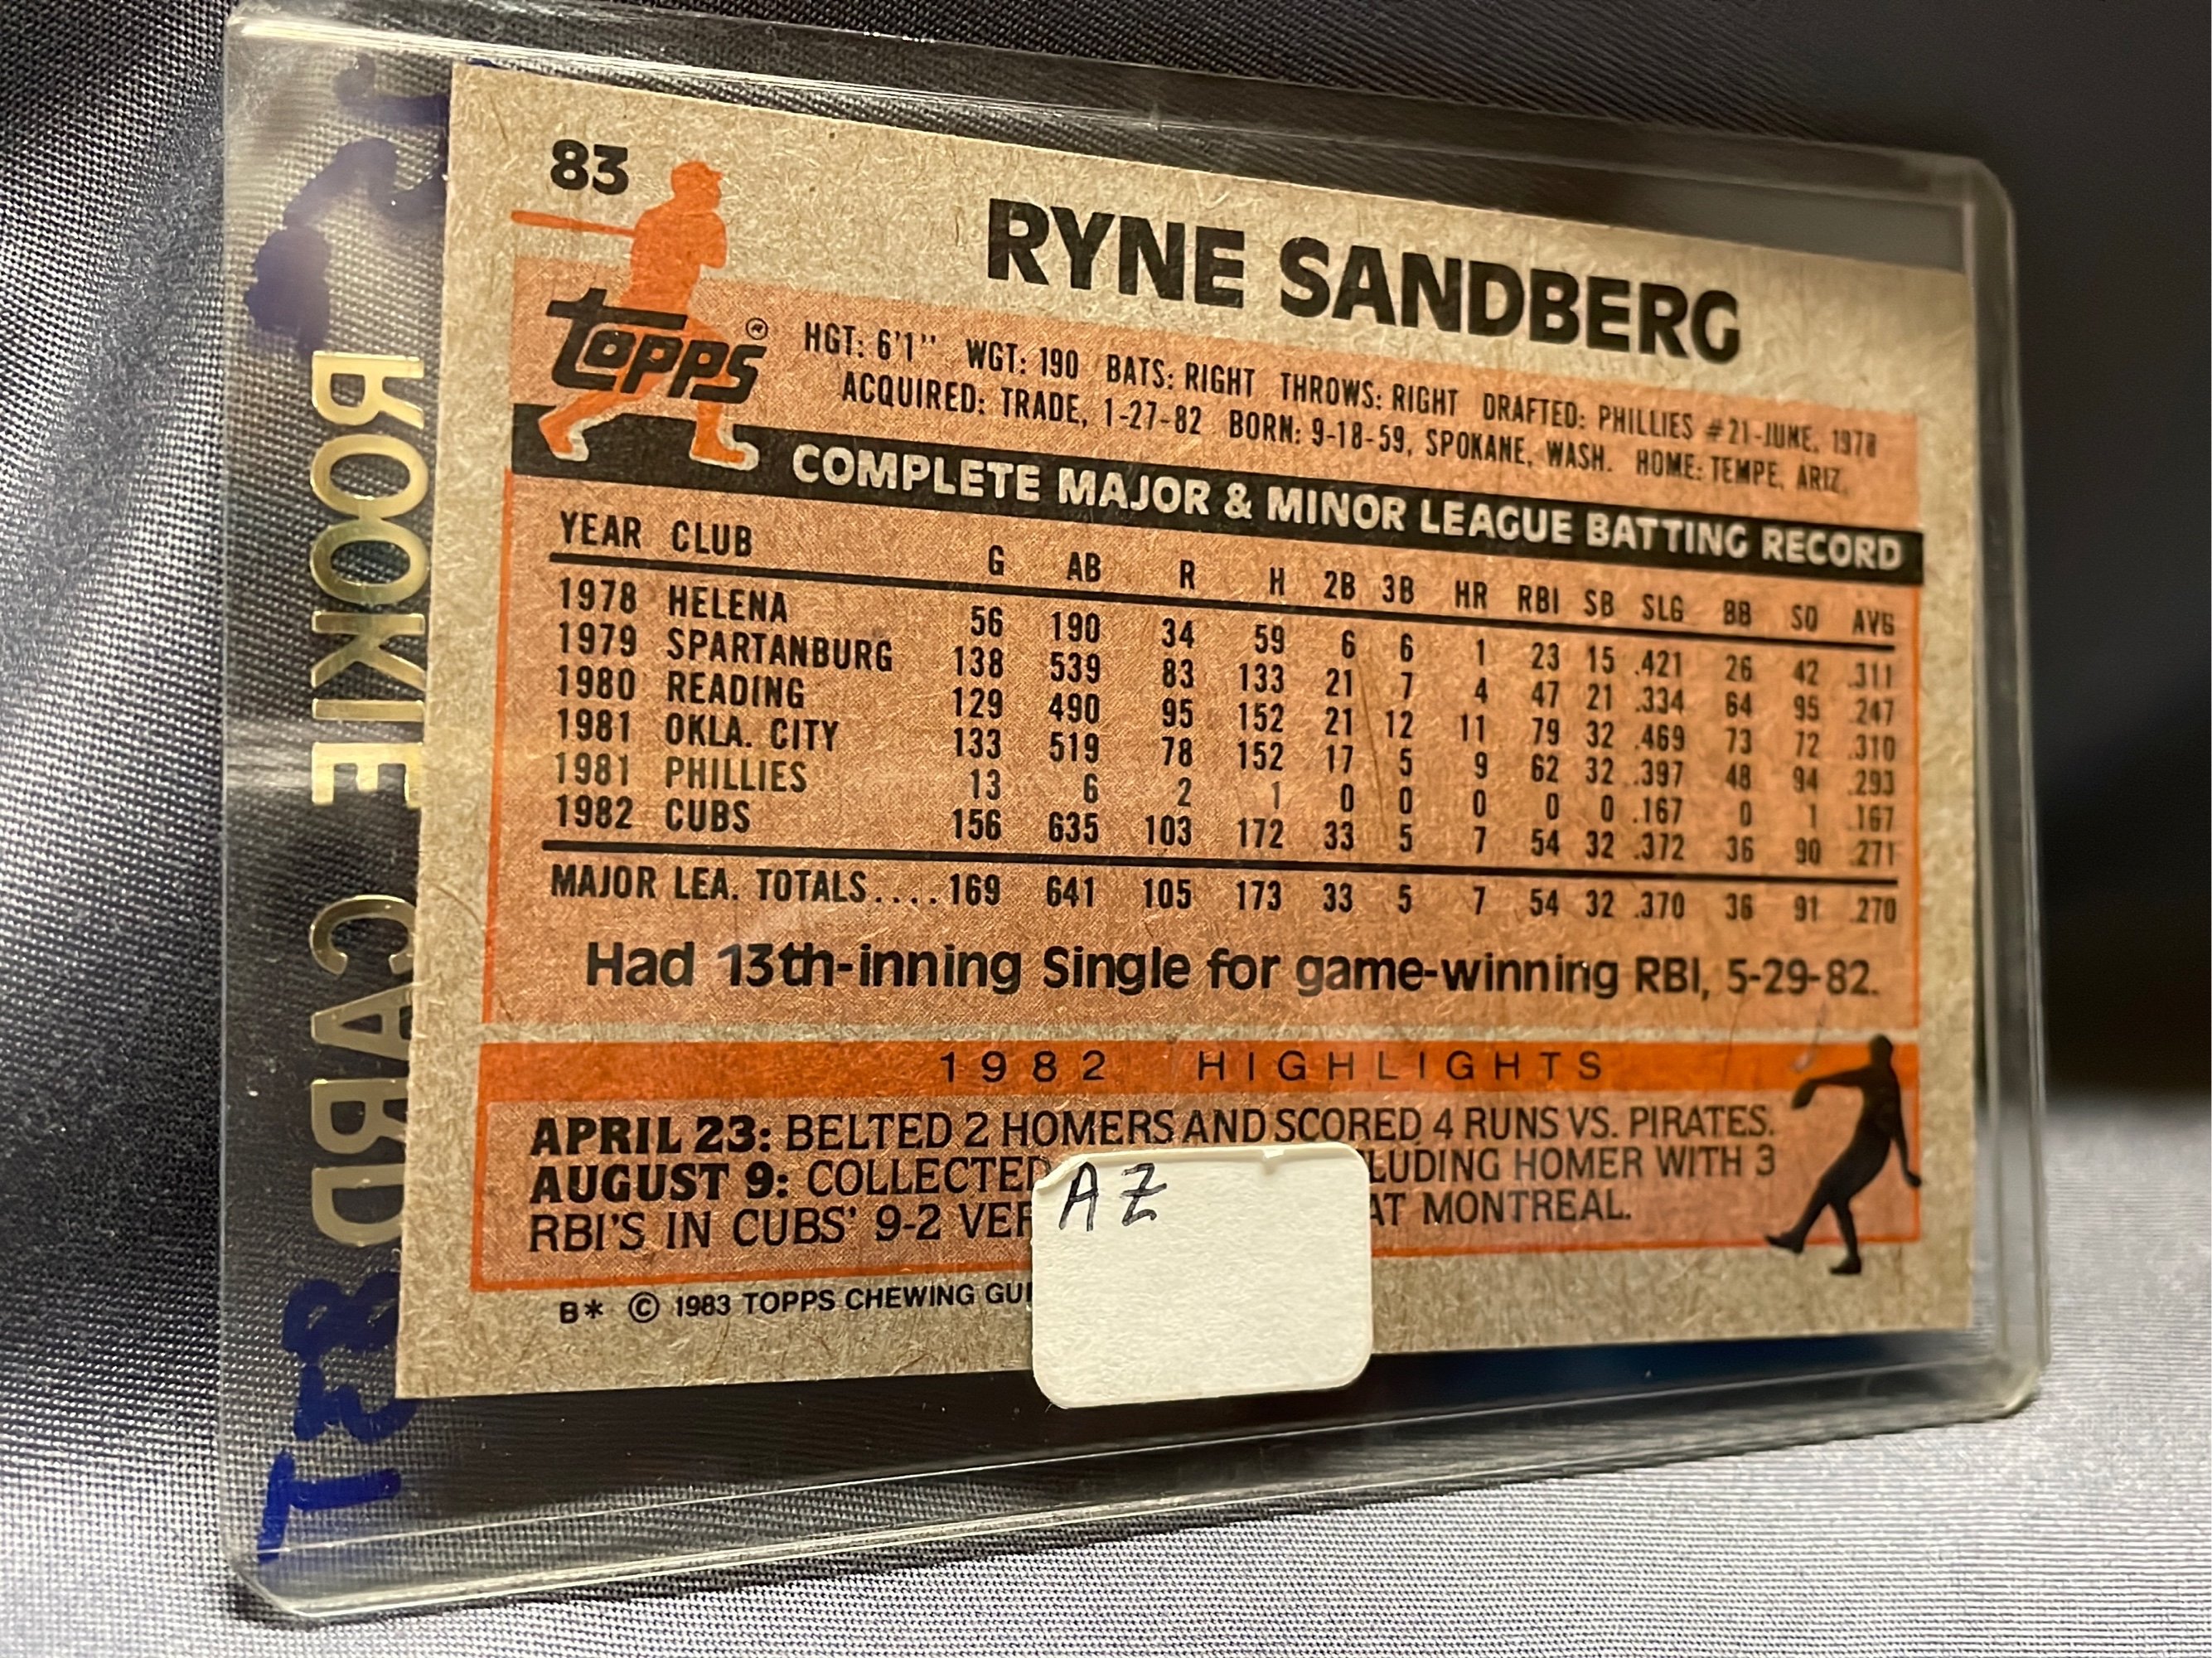 83
RYNE SANDBERG
TOPPS ®
HGT: 6'1" WGT: 190 BATS: RIGHT THROWS: RIGHT DRAFTED: PHILLIES #21-JUNE, 1978
ACQUIRED: TRADE, 1-27-82 BORN: 9-18-59, SPOKANE, WASH. HOME: TEMPE, ARIZ.
COMPLETE MAJOR & MINOR LEAGUE BATTING RECORD
YEAR CLUB G AB R H 2B 3B HR RBI SB SLG BB SO AVG
1978 HELENA 56 190 34 59 6 6 1 23 15 .421 26 42 .311
1979 SPARTANBURG 138 539 83 133 21 7 4 47 21 .334 64 95 .247
1980 READING 129 490 95 152 21 12 11 79 32 .469 73 72 .310
1981 OKLA. CITY 133 519 78 152 17 5 9 62 32 .397 48 94 .293
1981 PHILLIES 13 6 2 1 0 0 0 0 0 .167 0 1 .167
1982 CUBS 156 635 103 172 33 5 7 54 32 .372 36 90 .271
MAJOR LEA. TOTALS.... 169 641 105 173 33 5 7 54 32 .370 36 91 .270
Had 13th-inning Single for game-winning RBI, 5-29-82.
1982 HIGHLIGHTS
APRIL 23: BELTED 2 HOMERS AND SCORED 4 RUNS VS. PIRATES.
AUGUST 9: COLLECTED LUDING HOMER WITH 3
RBI'S IN CUBS' 9-2 VER AT MONTREAL.
B* © 1983 TOPPS CHEWING GU
AZ
ROOKIE CARD
83T